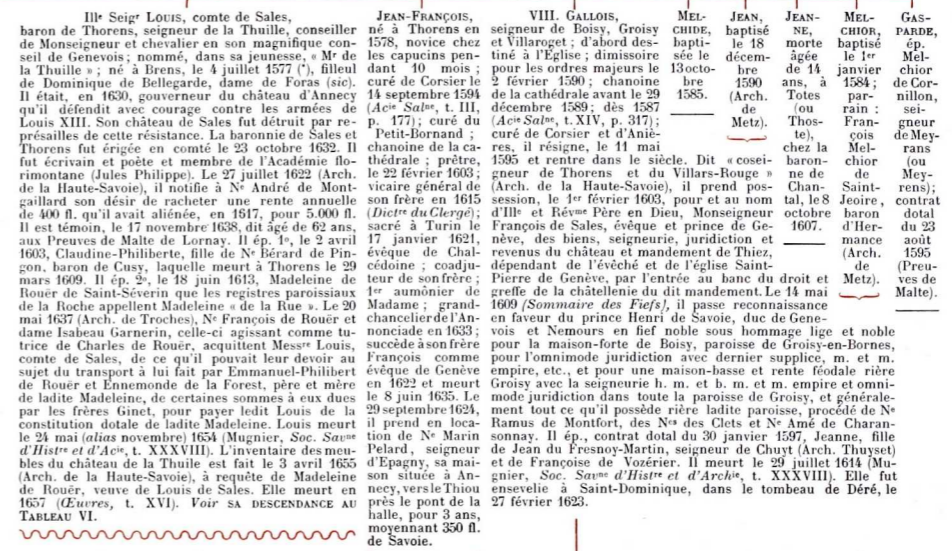 Ille Seigr LOUIS, comte de Sales,
baron de Thorens, seigneur de la Thuille, conseiller
de Monseigneur et chevalier en son magnifique con-
seil de Genevois ; nommé, dans sa jeunesse, « Mr de
la Thuille » ; né à Brens, le 4 juillet 1577 (*), filleul
de Dominique de Bellegarde, dame de Foras (sic).
Il était, en 1630, gouverneur du château d'Annecy
qu'il défendit avec courage contre les armées de
Louis XIII. Son château de Sales fut détruit par re-
présailles de cette résistance. La baronnie de Sales et
Thorens fut érigée en comté le 23 octobre 1632. Il
fut écrivain et poète et membre de l'Académie flo-
rimontane (Jules Philippe). Le 27 juillet 1622 (Arch.
de la Haute-Savoie), il notifie à Ne André de Mont-
gaillard son désir de racheter une rente annuelle
de 400 fl. qu'il avait aliénée, en 1617, pour 5.000 fl.
Il est témoin, le 17 novembre 1638, dit âgé de 62 ans,
aux Preuves de Malte de Lornay. Il ép. 1º, le 2 avril
1603, Claudine-Philiberte, fille de Ne Bérard de Pin-
gon, baron de Cusy, laquelle meurt à Thorens le 29
mars 1609. Il ép. 2º, le 18 juin 1613, Madeleine de
Rouër de Saint-Séverin que les registres paroissiaux
de la Roche appellent Madeleine « de la Rue ». Le 20
mai 1637 (Arch. de Troches), Ne François de Rouër et
dame Isabeau Garnerin, celle-ci agissant comme tu-
trice de Charles de Rouër, acquittent Messre Louis,
comte de Sales, de ce qu'il pouvait leur devoir au
sujet du transport à lui fait par Emmanuel-Philibert
de Rouër et Ennemonde de la Forest, père et mère
de ladite Madeleine, de certaines sommes à eux dues
par les frères Ginet, pour payer ledit Louis de la
constitution dotale de ladite Madeleine. Louis meurt
le 24 mai (alias novembre) 1654 (Mugnier, Soc. Savne
d'Histre et d'Acie, t. XXXVIII). L'inventaire des meu-
bles du château de la Thuile est fait le 3 avril 1655
(Arch. de la Haute-Savoie), à requête de Madeleine
de Rouër, veuve de Louis de Sales. Elle meurt en
1657 (Œuvres, t. XVI). Voir SA DESCENDANCE AU
TABLEAU VI.
JEAN-FRANÇOIS,
né à Thorens en
1578, novice chez
les capucins pen-
dant 10 mois ;
curé de Corsier le
14 septembre 1594
(Acie Salne, t. III,
p. 177) ; curé du
Petit-Bornand ;
chanoine de la ca-
thédrale ; prêtre,
le 22 février 1603 ;
vicaire général de
son frère en 1615
(Dictre du Clergé) ;
sacré à Turin le
17 janvier 1621,
évêque de Chal-
cédoine ; coadju-
teur de son frère ;
1er aumônier de
Madame ; grand-
chancelier de l'An-
nonciade en 1633 ;
succède à son frère
François comme
évêque de Genève
en 1622 et meurt
le 8 juin 1635. Le
29 septembre 1624,
il prend en loca-
tion de Ne Marin
Pelard, seigneur
d'Epagny, sa mai-
son située à An-
necy, vers le Thiou
près le pont de la
halle, pour 3 ans,
moyennant 350 fl.
de Savoie.
VIII. GALLOIS,
seigneur de Boisy, Groisy
et Villaroget ; d'abord des-
tiné à l'Eglise ; dimissoire
pour les ordres majeurs le
2 février 1590 ; chanoine
de la cathédrale avant le 29
décembre 1589 ; dès 1587
(Acie Salne, t. XIV, p. 317) ;
curé de Corsier et d'Aniè-
res, il résigne, le 11 mai
1595 et rentre dans le siècle. Dit « cosei-
gneur de Thorens et du Villars-Rouge »
(Arch. de la Haute-Savoie), il prend pos-
session, le 1er février 1603, pour et au nom
d'Ille et Révme Père en Dieu, Monseigneur
François de Sales, évêque et prince de Ge-
nève, des biens, seigneurie, juridiction et
revenus du château et mandement de Thiez,
dépendant de l'évêché et de l'église Saint-
Pierre de Genève, par l'entrée au banc du droit et
greffe de la châtellenie du dit mandement. Le 14 mai
1609 (Sommaire des Fiefs), il passe reconnaissance
en faveur du prince Henri de Savoie, duc de Gene-
vois et Nemours en fief noble sous hommage lige et noble
pour la maison-forte de Boisy, paroisse de Groisy-en-Bornes,
pour l'omnimode juridiction avec dernier supplice, m. et m.
empire, etc., et pour une maison-basse et rente féodale rière
Groisy avec la seigneurie h. m. et b. m. et m. empire et omni-
mode juridiction dans toute la paroisse de Groisy, et générale-
ment tout ce qu'il possède rière ladite paroisse, procédé de Ne
Ramus de Montfort, des Nes des Clets et Ne Amé de Charan-
sonnay. Il ép., contrat dotal du 30 janvier 1597, Jeanne, fille
de Jean du Fresnoy-Martin, seigneur de Chuyt (Arch. Thuyset)
et de Françoise de Vozérier. Il meurt le 29 juillet 1614 (Mu-
gnier, Soc. Savne d'Histre et d'Archie, t. XXXVIII). Elle fut
ensevelie à Saint-Dominique, dans le tombeau de Déré, le
27 février 1623.
MEL-
CHIDE,
bapti-
sée le
13 octo-
bre
1585.
JEAN,
baptisé
le 18
décem-
bre
1590
(Arch.
de
Metz).
JEAN-
NE,
morte
âgée
de 14
ans, à
Totes
(ou
Thos-
te),
chez la
baron-
ne de
Chan-
tal, le 8
octobre
1607.
MEL-
CHIOR,
baptisé
le 1er
janvier
1584 ;
par-
rain :
Fran-
çois
Mel-
chior
de
Saint-
Jeoire,
baron
d'Her-
mance
(Arch.
de
Metz).
GAS-
PARDE,
ép.
Mel-
chior
de Cor-
nillon,
sei-
gneur
de Mey-
rans
(ou
Mey-
rens) ;
contrat
dotal
du 23
août
1595
(Preu-
ves de
Malte).